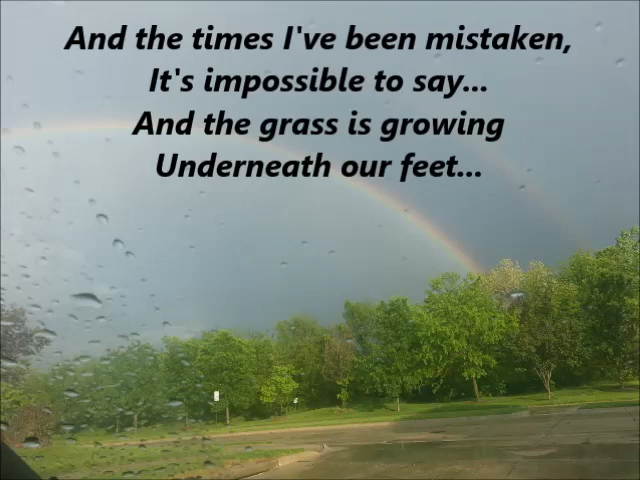 And the times I've been mistaken,
It's impossible to say...
And the grass is growing
Underneath our feet...